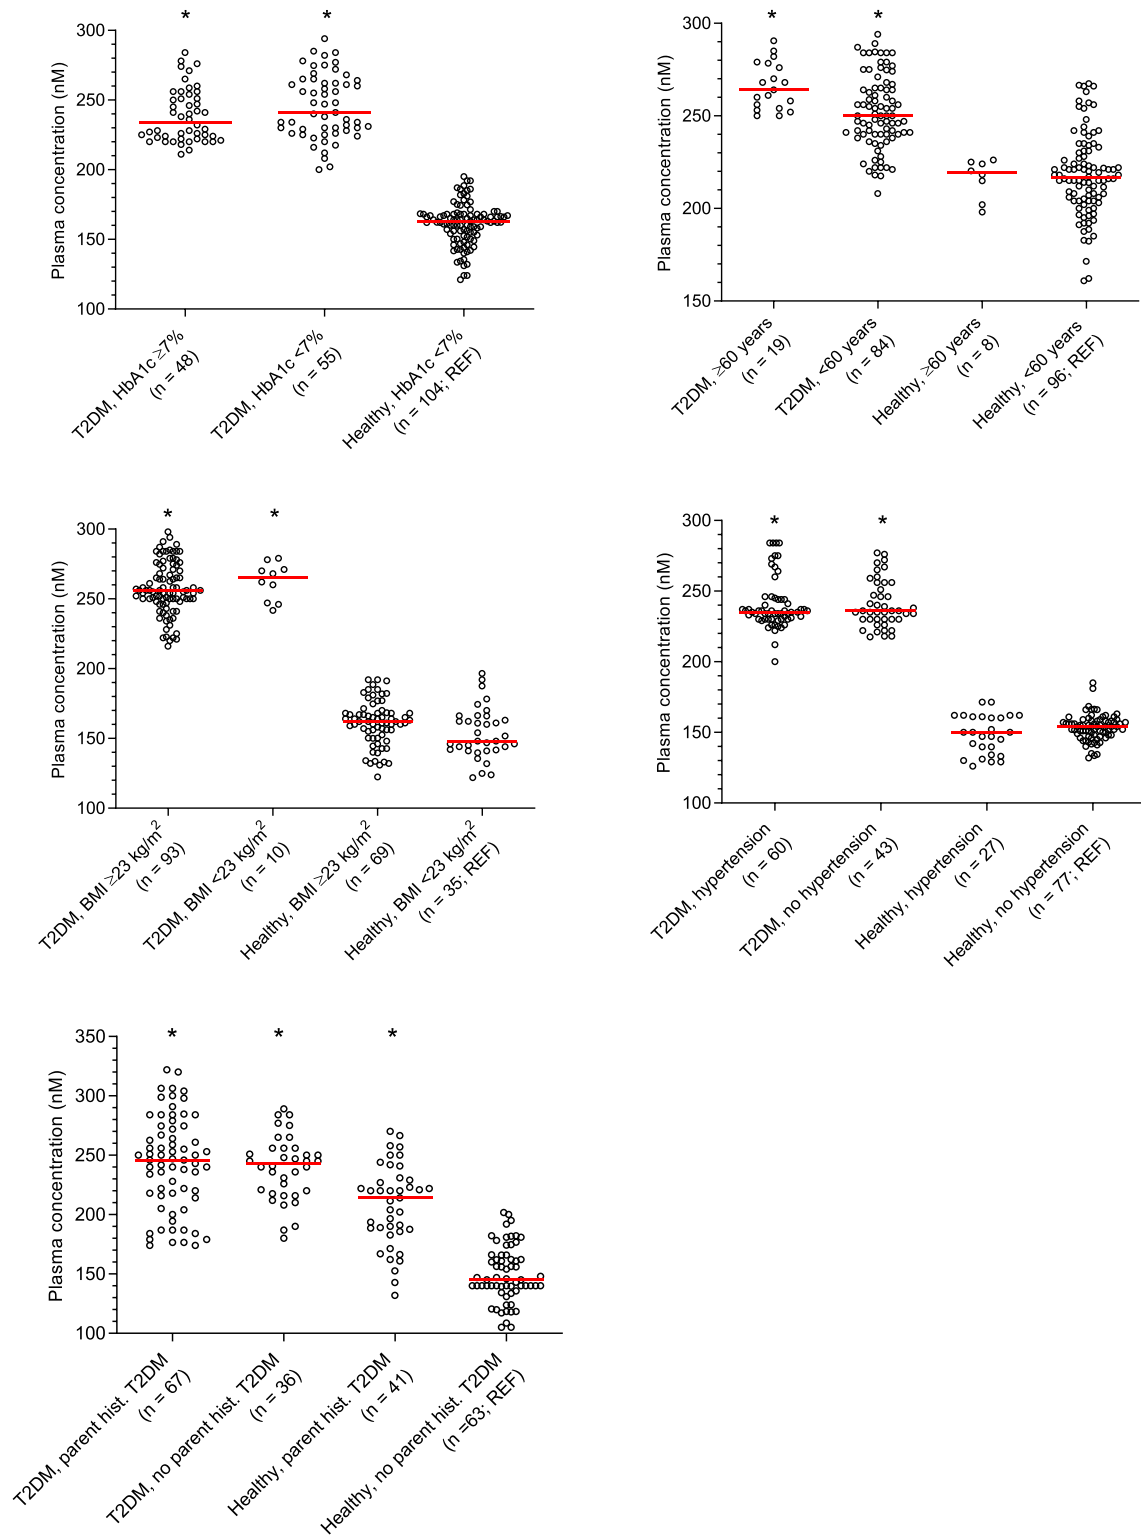 *
*
300
250
200
150
100
Plasma concentration (nM)
T2DM, HbA1c ≥7%
(n = 48)
T2DM, HbA1c <7%
(n = 55)
Healthy, HbA1c <7%
(n = 104; REF)
*
*
300
250
200
150
Plasma concentration (nM)
T2DM, ≥60 years
(n = 19)
T2DM, <60 years
(n = 84)
Healthy, ≥60 years
(n = 8)
Healthy, <60 years
(n = 96; REF)
*
*
300
250
200
150
100
Plasma concentration (nM)
T2DM, BMI ≥23 kg/m²
(n = 93)
T2DM, BMI <23 kg/m²
(n = 10)
Healthy, BMI ≥23 kg/m²
(n = 69)
Healthy, BMI <23 kg/m²
(n = 35; REF)
*
*
300
250
200
150
100
Plasma concentration (nM)
T2DM, hypertension
(n = 60)
T2DM, no hypertension
(n = 43)
Healthy, hypertension
(n = 27)
Healthy, no hypertension
(n = 77; REF)
*
*
*
350
300
250
200
150
100
Plasma concentration (nM)
T2DM, parent hist. T2DM
(n = 67)
T2DM, no parent hist. T2DM
(n = 36)
Healthy, parent hist. T2DM
(n = 41)
Healthy, no parent hist. T2DM
(n =63; REF)